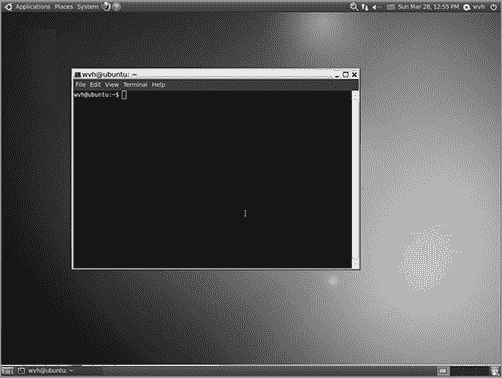 Applications Places System
Sun Mar 28, 12:55 PM wvh
wvh@ubuntu: ~
File Edit View Terminal Help
wvh@ubuntu:~$
wvh@ubuntu: ~